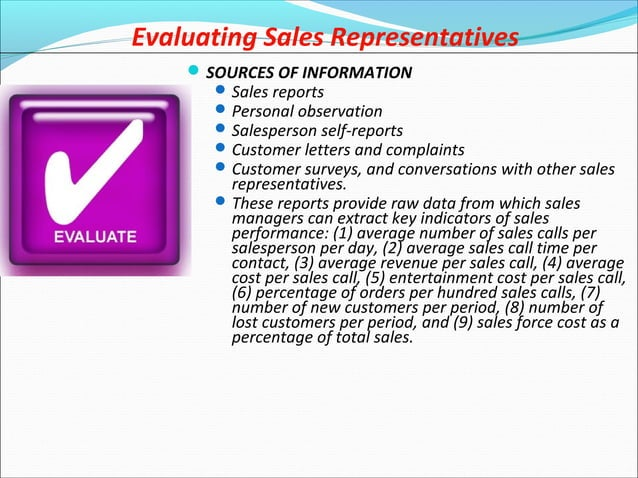 Evaluating Sales Representatives
SOURCES OF INFORMATION
Sales reports
Personal observation
Salesperson self-reports
Customer letters and complaints
Customer surveys, and conversations with other sales
representatives.
These reports provide raw data from which sales
managers can extract key indicators of sales
performance: (1) average number of sales calls per
salesperson per day, (2) average sales call time per
contact, (3) average revenue per sales call, (4) average
cost per sales call, (5) entertainment cost per sales call,
(6) percentage of orders per hundred sales calls, (7)
number of new customers per period, (8) number of
lost customers per period, and (9) sales force cost as a
percentage of total sales.
EVALUATE